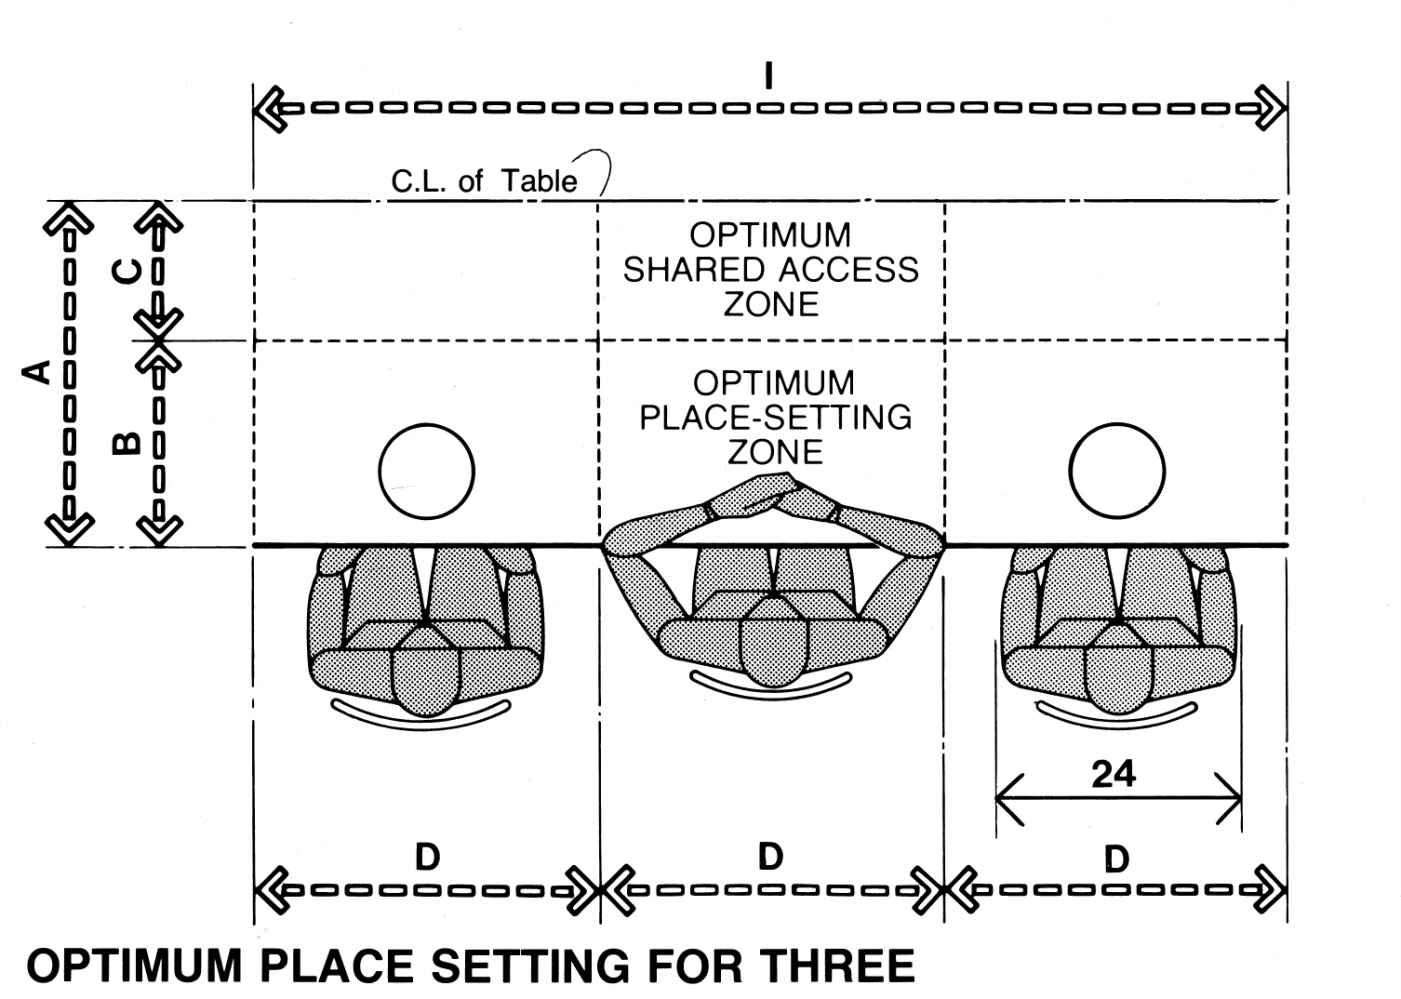 I
C.L. of Table
OPTIMUM
SHARED ACCESS
ZONE
C
A
OPTIMUM
PLACE-SETTING
ZONE
B
24
D
D
D
OPTIMUM PLACE SETTING FOR THREE